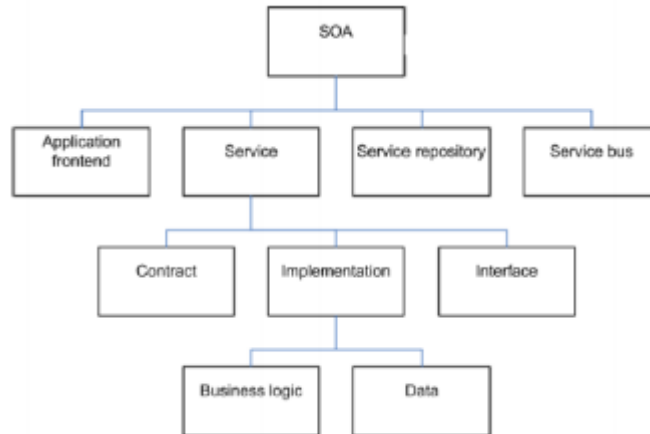 SOA
Application
frontend
Service
Service repository
Service bus
Contract
Implementation
Interface
Business logic
Data